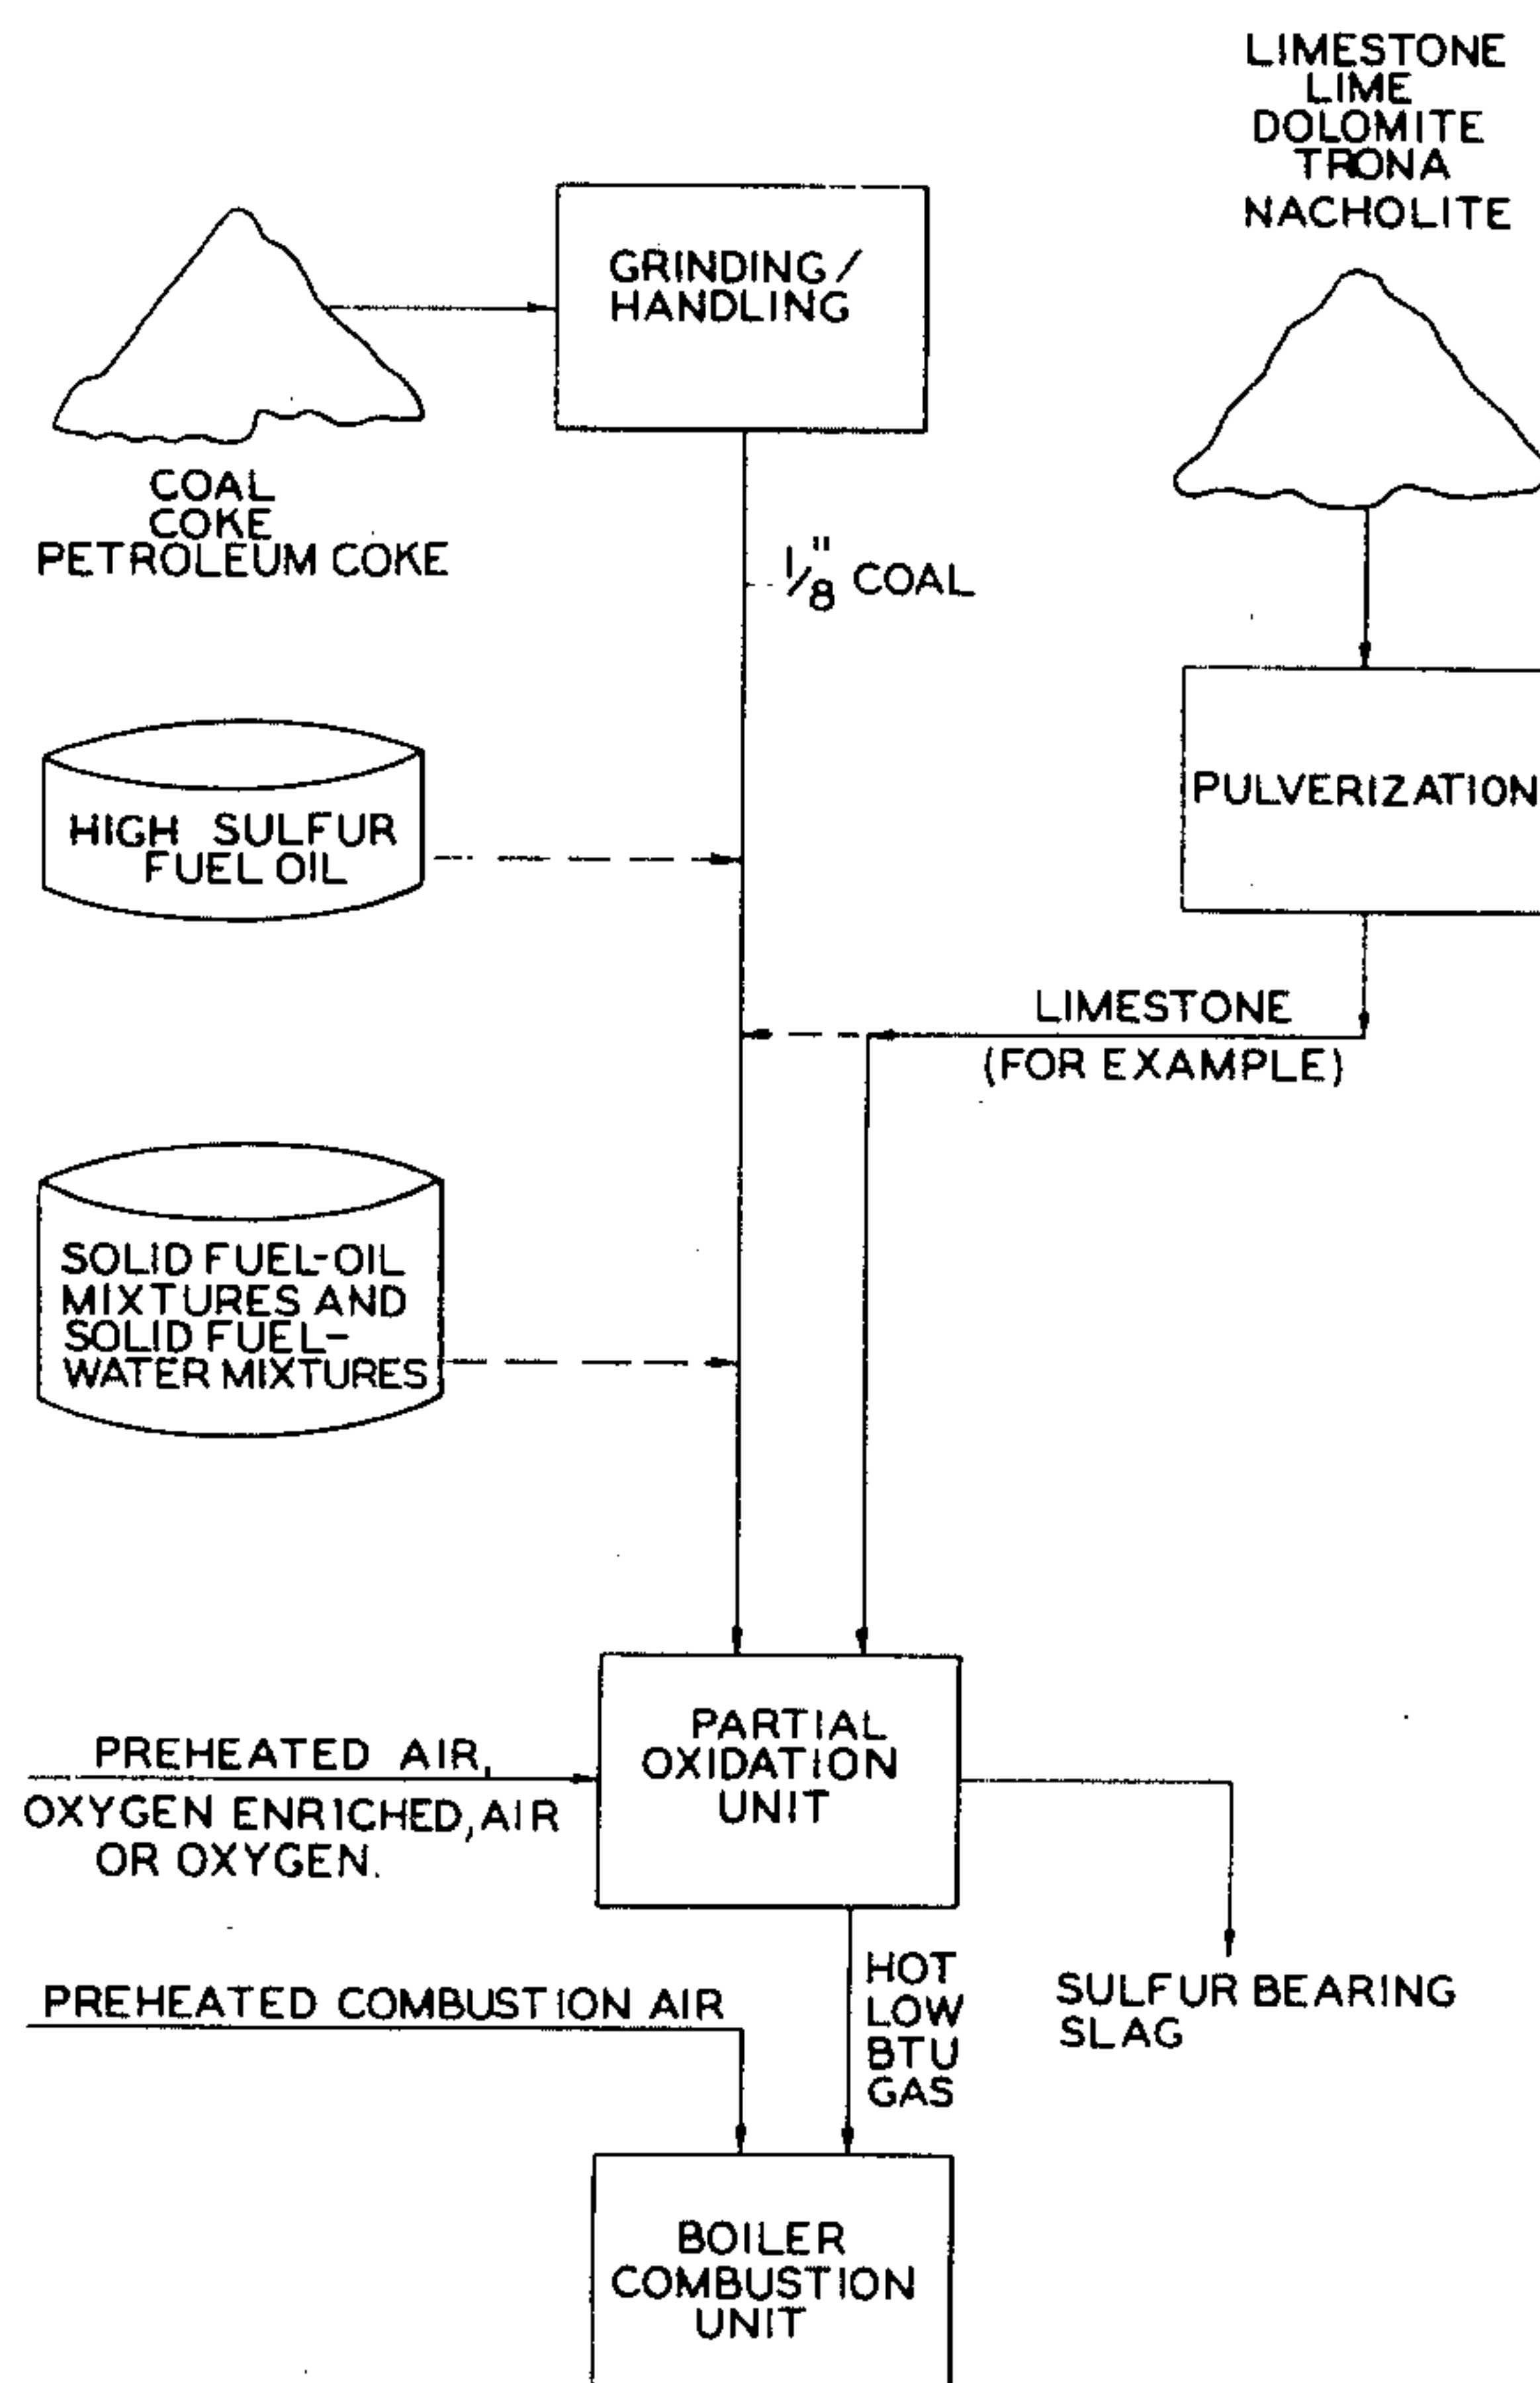 LIMESTONE
LIME
DOLOMITE
TRONA
NACHOLITE
GRINDING/
HANDLING
COAL
COKE
PETROLEUM COKE
1/8" COAL
PULVERIZATION
HIGH SULFUR
FUEL OIL
LIMESTONE
(FOR EXAMPLE)
SOLID FUEL-OIL
MIXTURES AND
SOLID FUEL-
WATER MIXTURES
PARTIAL
OXIDATION
UNIT
PREHEATED AIR,
OXYGEN ENRICHED, AIR
OR OXYGEN.
HOT
LOW
BTU
GAS
SULFUR BEARING
SLAG
PREHEATED COMBUSTION AIR
BOILER
COMBUSTION
UNIT